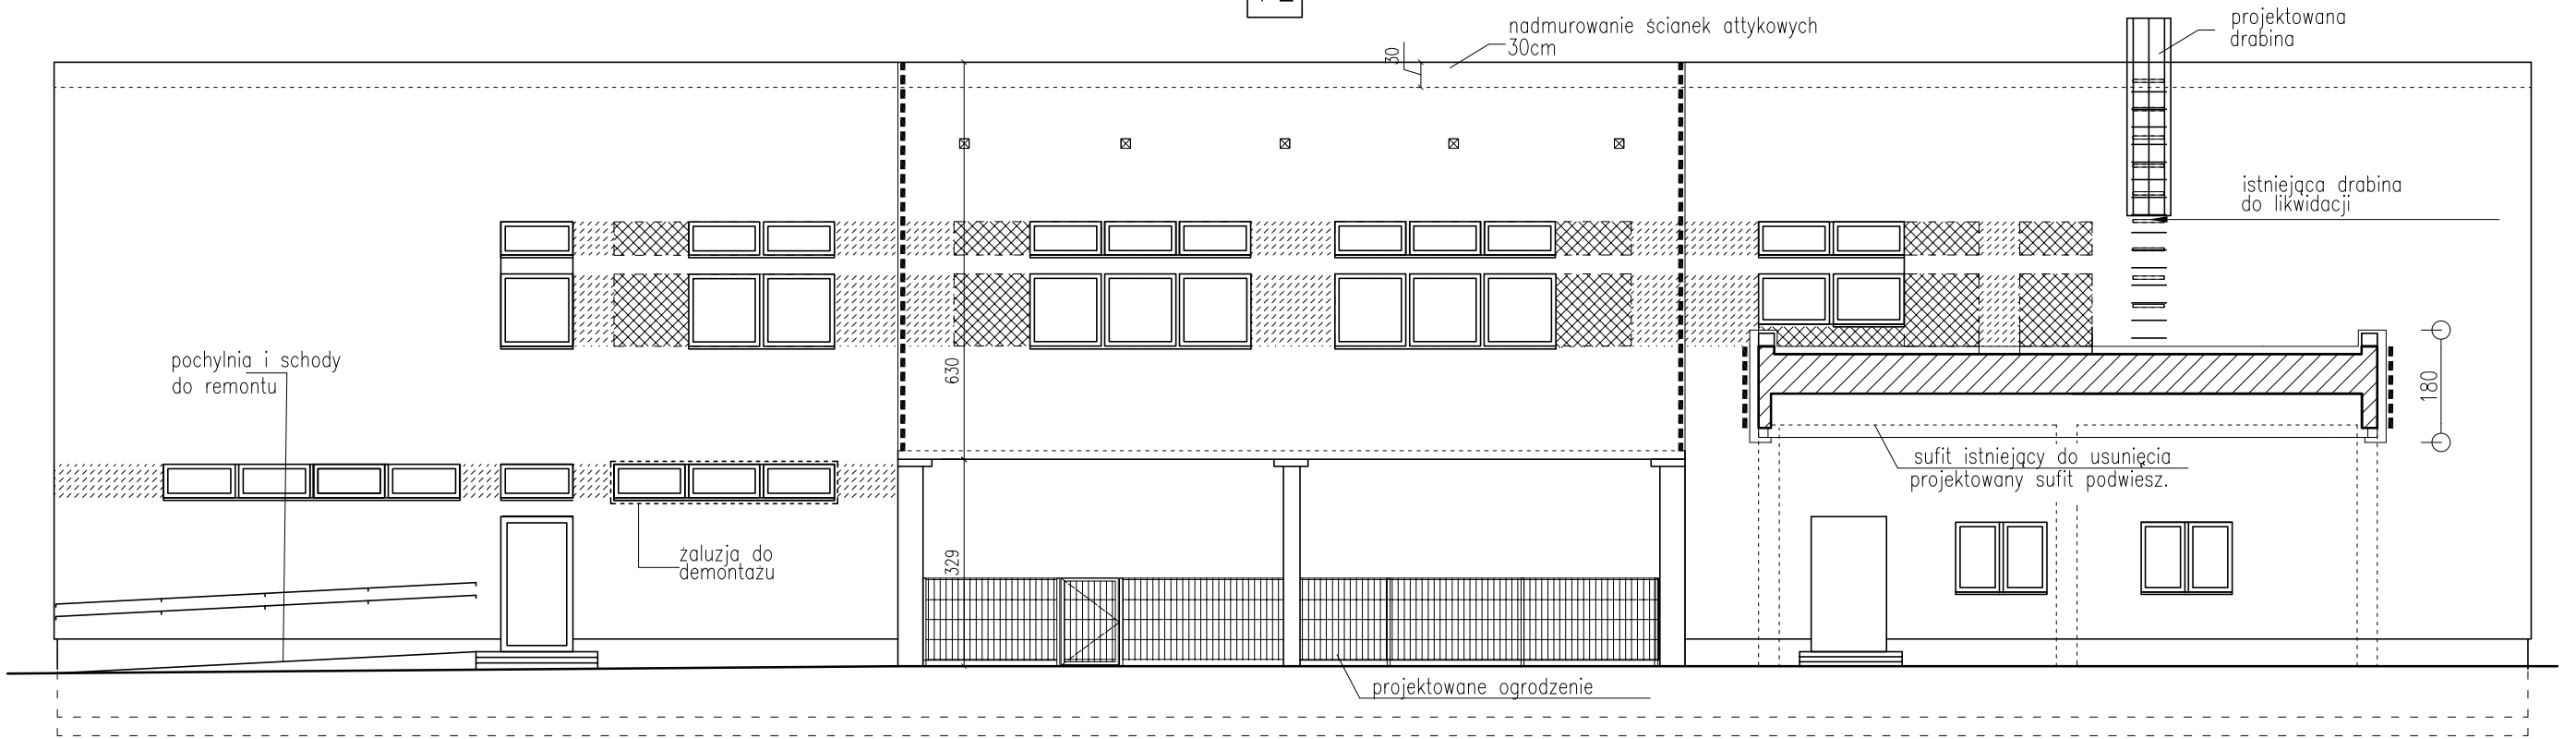 nadmurowanie ścianek attykowych
30cm
30
projektowana
drabina
istniejąca drabina
do likwidacji
pochylnia i schody
do remontu
630
180
sufit istniejący do usunięcia
projektowany sufit podwiesz.
żaluzja do
demontażu
329
projektowane ogrodzenie